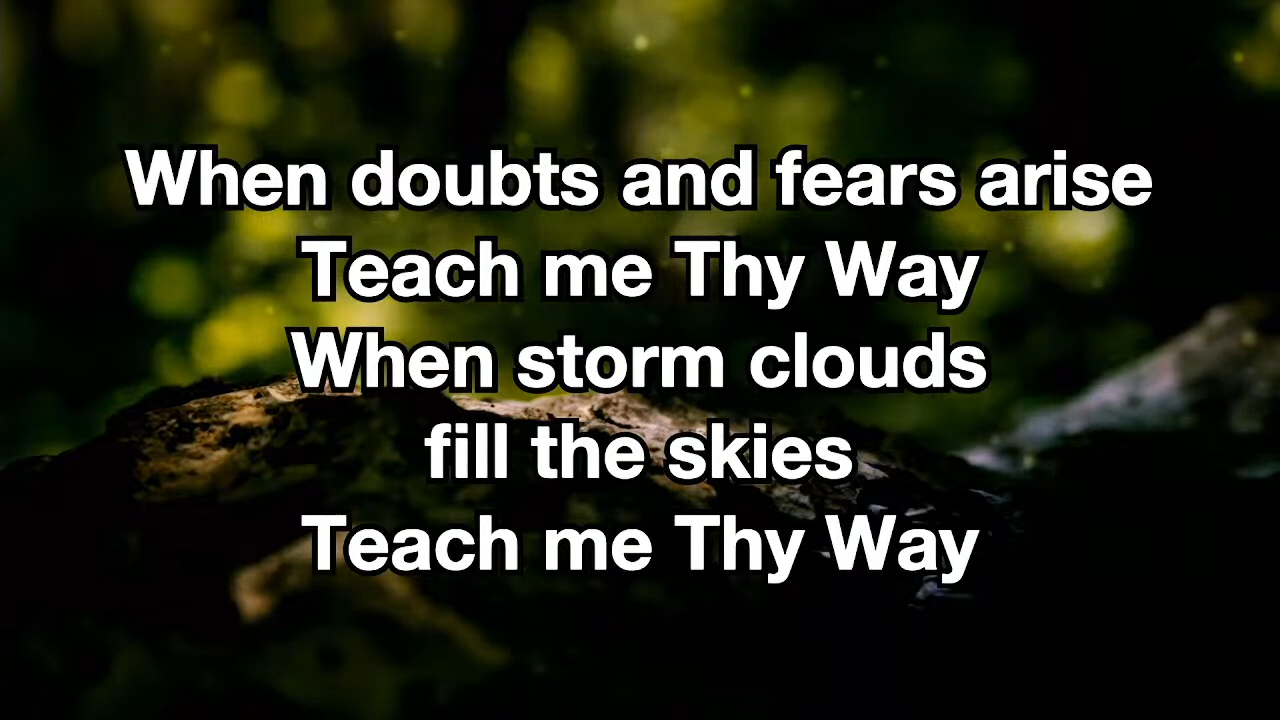 When doubts and fears arise
Teach me Thy Way
When storm clouds
fill the skies
Teach me Thy Way